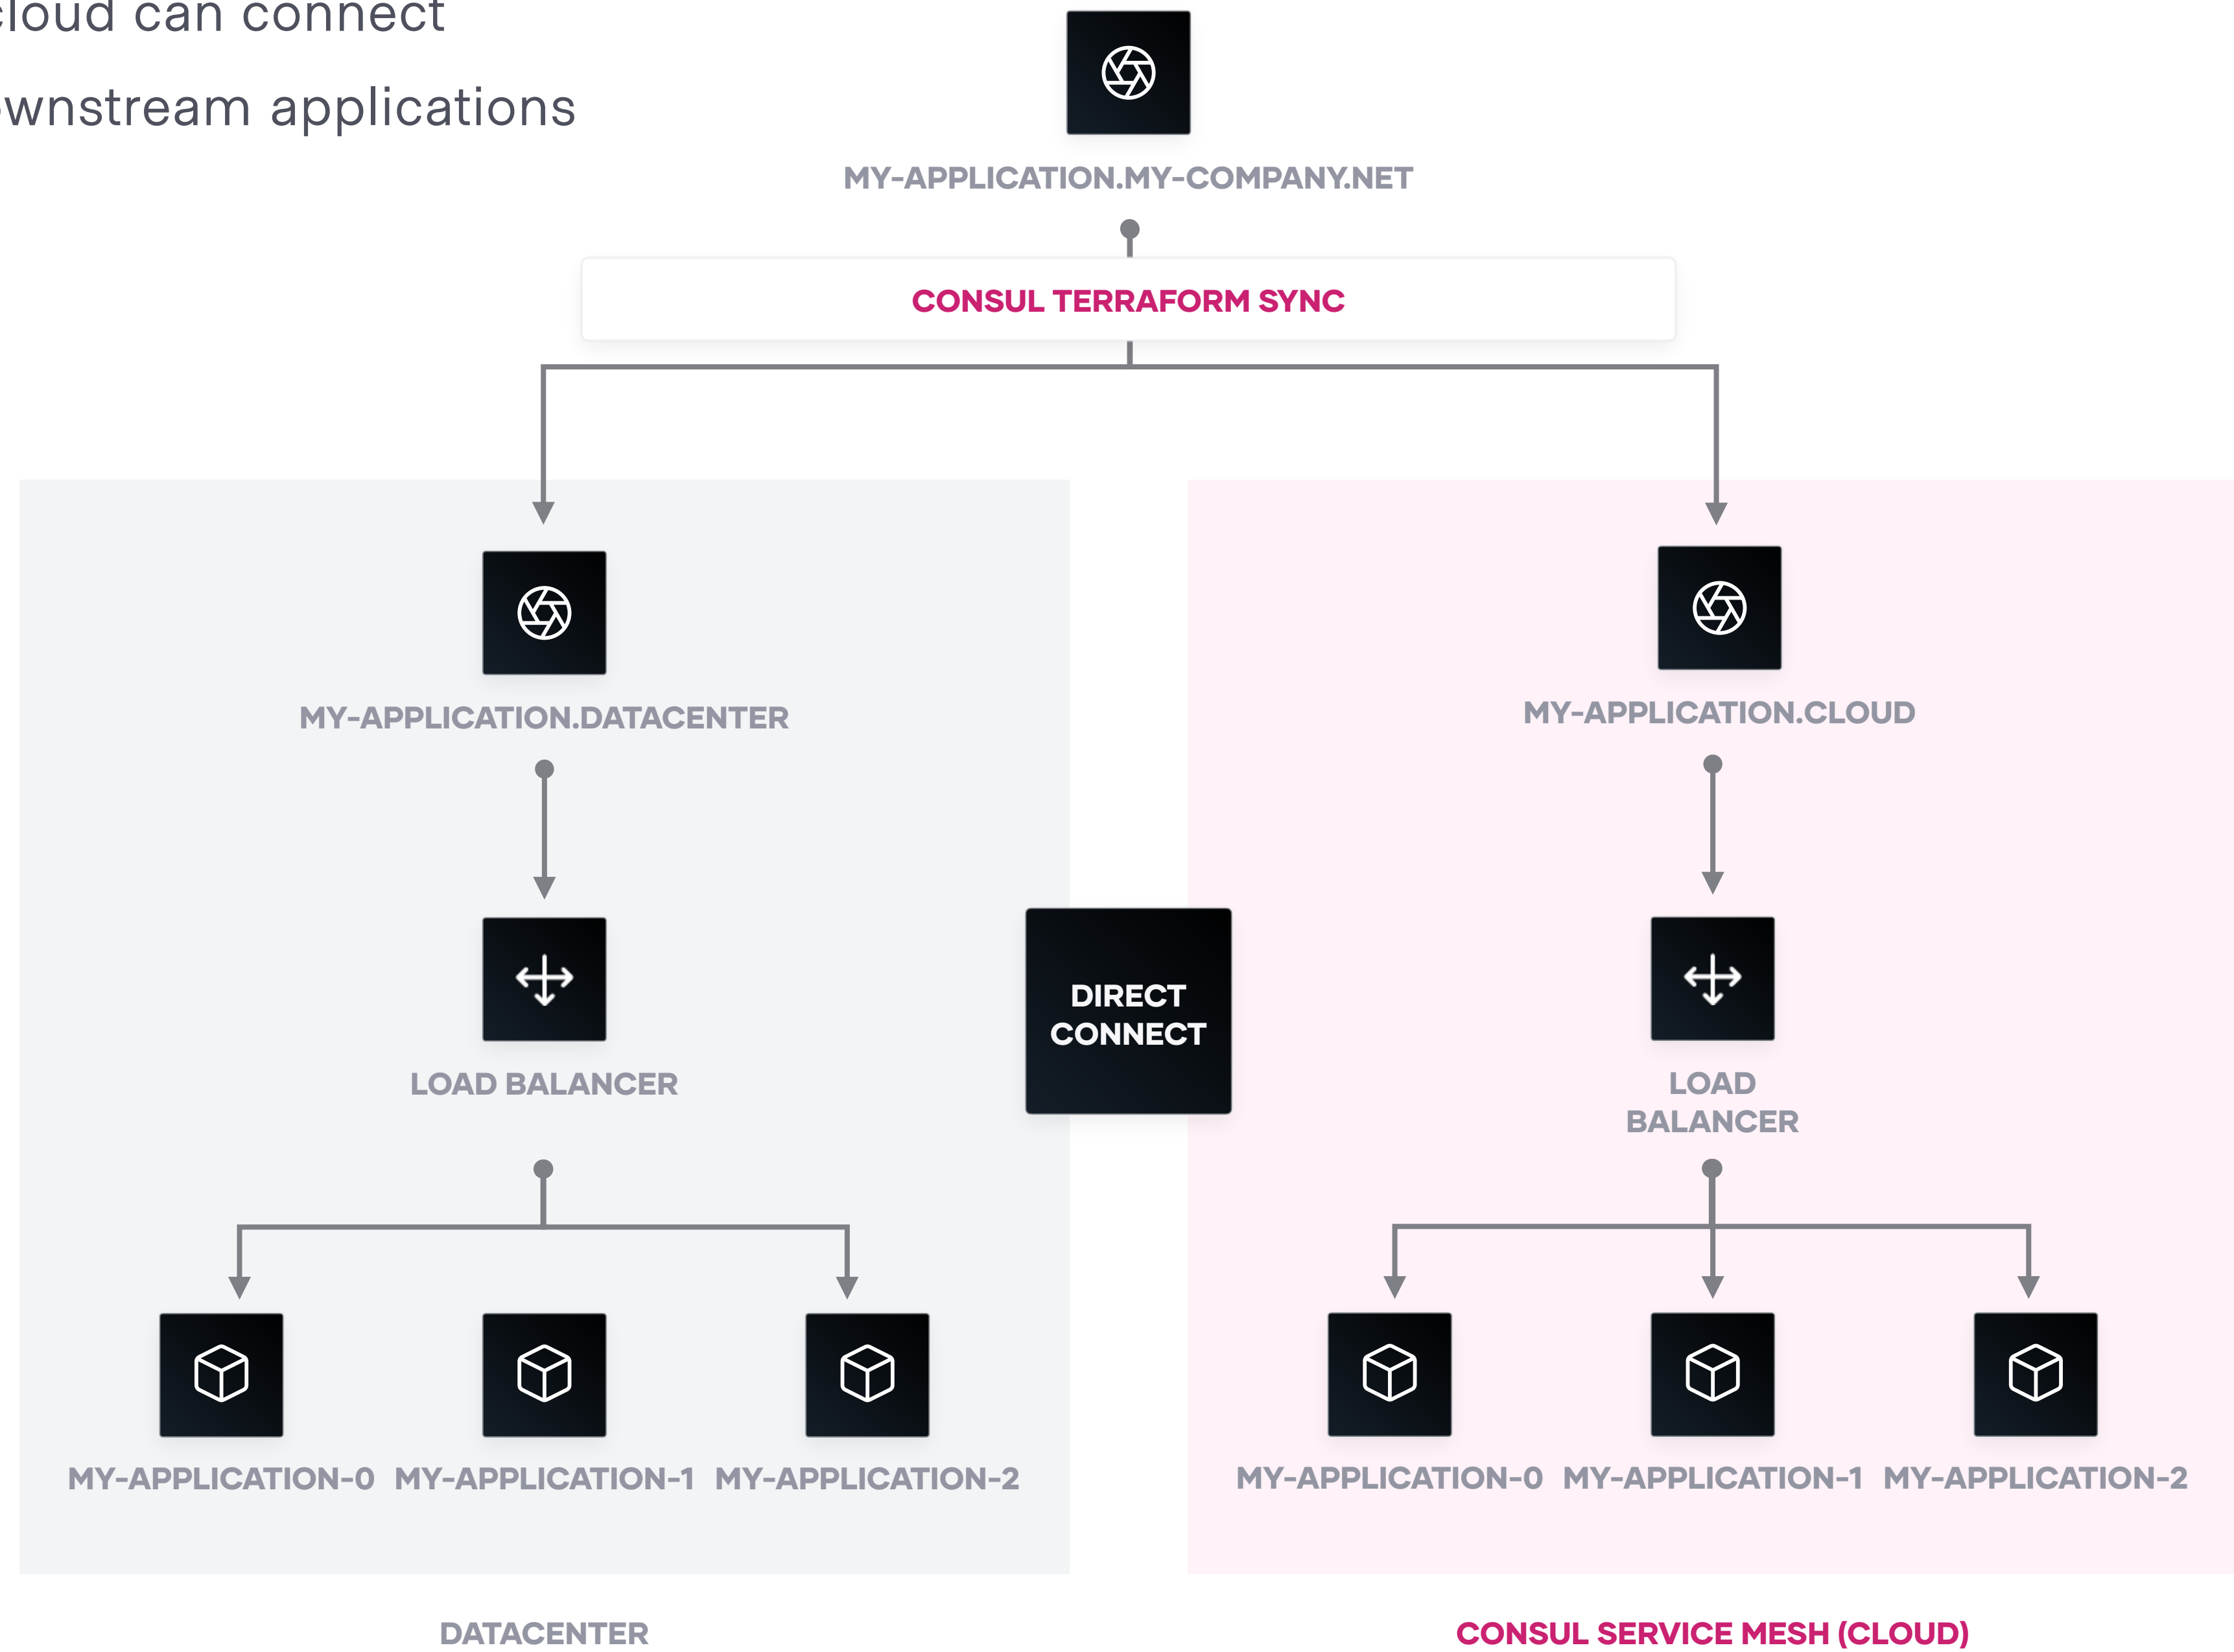 cloud can connect
wnstream applications
MY-APPLICATION.MY-COMPANY.NET
CONSUL TERRAFORM SYNC
MY-APPLICATION.DATACENTER
MY-APPLICATION.CLOUD
DIRECT
CONNECT
LOAD BALANCER
LOAD
BALANCER
MY-APPLICATION-0 MY-APPLICATION-1 MY-APPLICATION-2
MY-APPLICATION-0 MY-APPLICATION-1 MY-APPLICATION-2
DATACENTER
CONSUL SERVICE MESH (CLOUD)